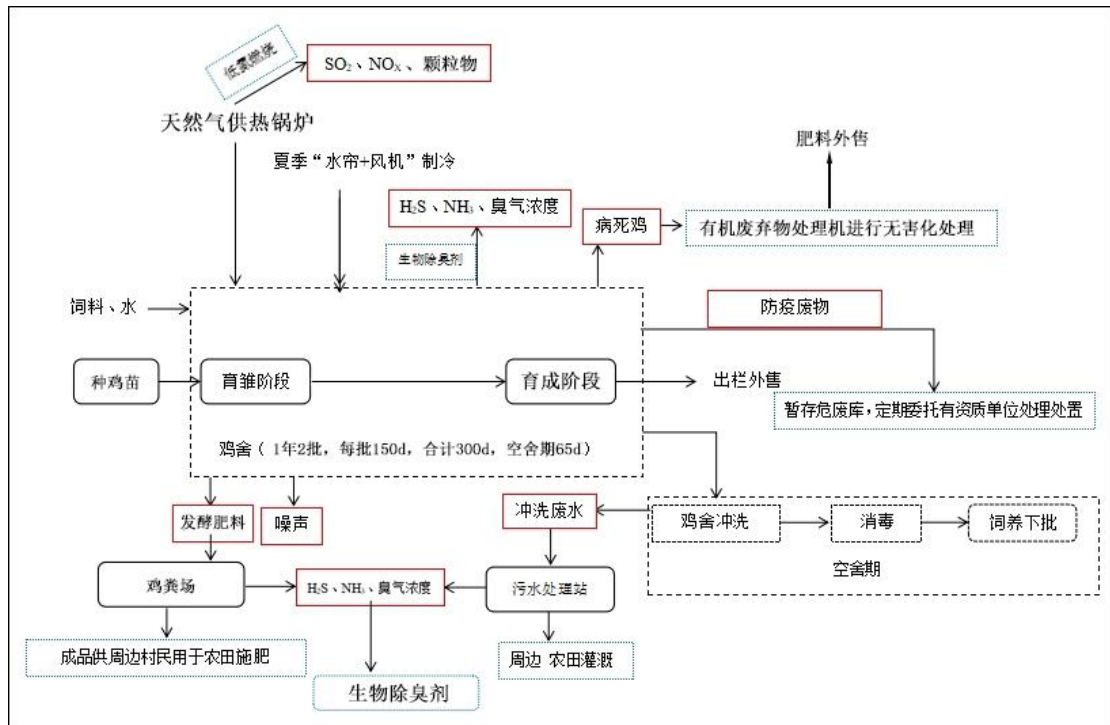 低氮燃烧
SO₂、NOX、颗粒物
天然气供热锅炉
夏季“水帘+风机”制冷
肥料外售
H₂S、NH₃、臭气浓度
病死鸡
有机废弃物处理机进行无害化处理
生物除臭剂
饲料、水
防疫废物
种鸡苗
育雏阶段
育成阶段
出栏外售
暂存危废库，定期委托有资质单位处理处置
鸡舍（1年2批，每批150d，合计300d，空舍期65d）
发酵肥料
噪声
冲洗废水
鸡舍冲洗
消毒
饲养下批
空舍期
鸡粪场
H₂S、NH₃、臭气浓度
污水处理站
成品供周边村民用于农田施肥
周边 农田灌溉
生物除臭剂